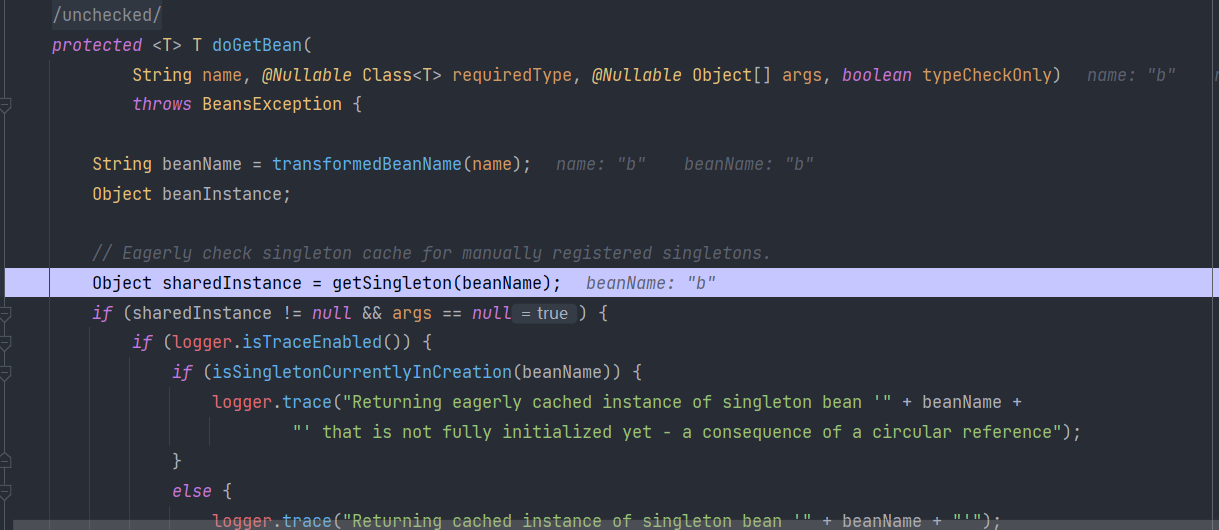 /unchecked/
protected <T> T doGetBean(
String name, @Nullable Class<T> requiredType, @Nullable Object[] args, boolean typeCheckOnly) name: "b"
throws BeansException {
String beanName = transformedBeanName(name); name: "b" beanName: "b"
Object beanInstance;
// Eagerly check singleton cache for manually registered singletons.
Object sharedInstance = getSingleton(beanName); beanName: "b"
if (sharedInstance != null && args == null = true ) {
if (logger.isTraceEnabled()) {
if (isSingletonCurrentlyInCreation(beanName)) {
logger.trace("Returning eagerly cached instance of singleton bean '" + beanName +
"' that is not fully initialized yet - a consequence of a circular reference");
}
else {
logger.trace("Returning cached instance of singleton bean '" + beanName + "'");